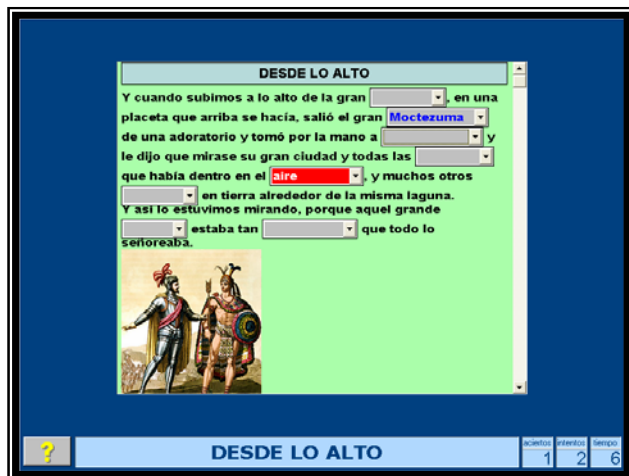 DESDE LO ALTO
Y cuando subimos a lo alto de la gran , en una
placeta que arriba se hacía, salió el gran Moctezuma
de una adoratorio y tomó por la mano a y
le dijo que mirase su gran ciudad y todas las
que había dentro en el aire , y muchos otros
en tierra alrededor de la misma laguna.
Y así lo estuvimos mirando, porque aquel grande
estaba tan que todo lo
señoreaba.
? DESDE LO ALTO
aciertos intentos tiempo
1 2 6